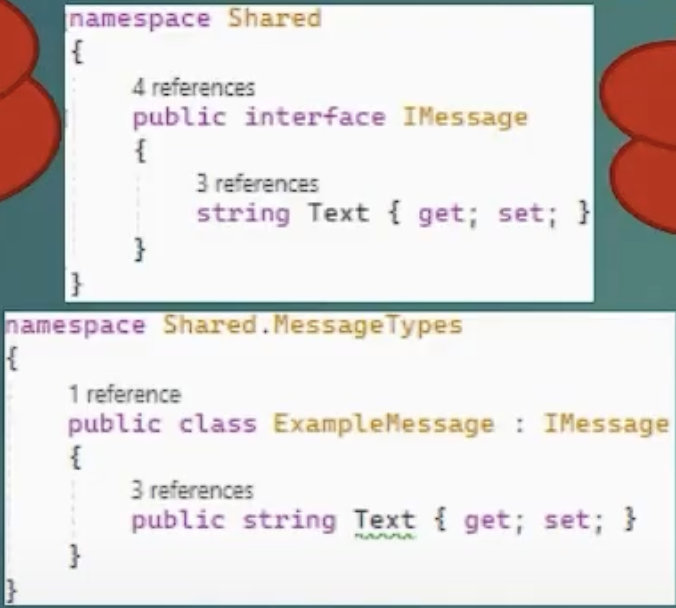 namespace Shared
{
4 references
public interface IMessage
{
3 references
string Text { get; set; }
}
}
namespace Shared.MessageTypes
{
1 reference
public class ExampleMessage : IMessage
{
3 references
public string Text { get; set; }
}
}